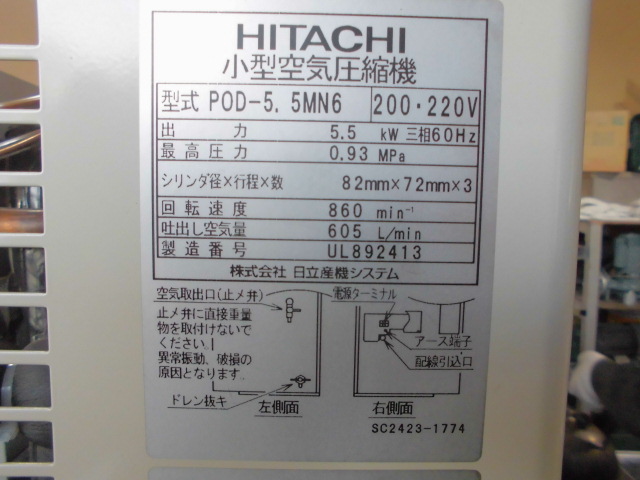 HITACHI
小型空気圧縮機
型式 POD-5.5MN6 200・220V
出力 5.5 kW 三相60Hz
最高圧力 0.93 MPa
シリンダ径×行程×数 82mm×72mm×3
回転速度 860 min⁻¹
吐出し空気量 605 L/min
製造番号 UL892413
株式会社 日立産機システム
空気取出口(止メ弁)
止メ弁に直接重量
物を取付けないで
ください。
異常振動、破損の
原因となります。
ドレン抜キ
左側面
電源ターミナル
アース端子
配線引込口
右側面
SC2423-1774